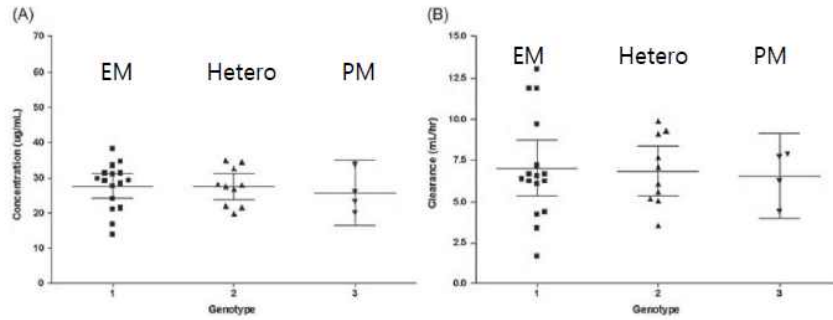 (A)
70
60
50
40
30
20
10
0
Concentration (ug/mL)
EM Hetero PM
1 2 3
Genotype
(B)
15.0
12.5
10.0
7.5
5.0
2.5
0.0
Clearance (mL/hr)
EM Hetero PM
1 2 3
Genotype